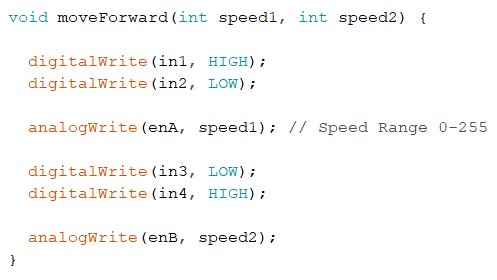 void moveForward(int speed1, int speed2) {
digitalWrite(in1, HIGH);
digitalWrite(in2, LOW);
analogWrite(enA, speed1); // Speed Range 0-255
digitalWrite(in3, LOW);
digitalWrite(in4, HIGH);
analogWrite(enB, speed2);
}